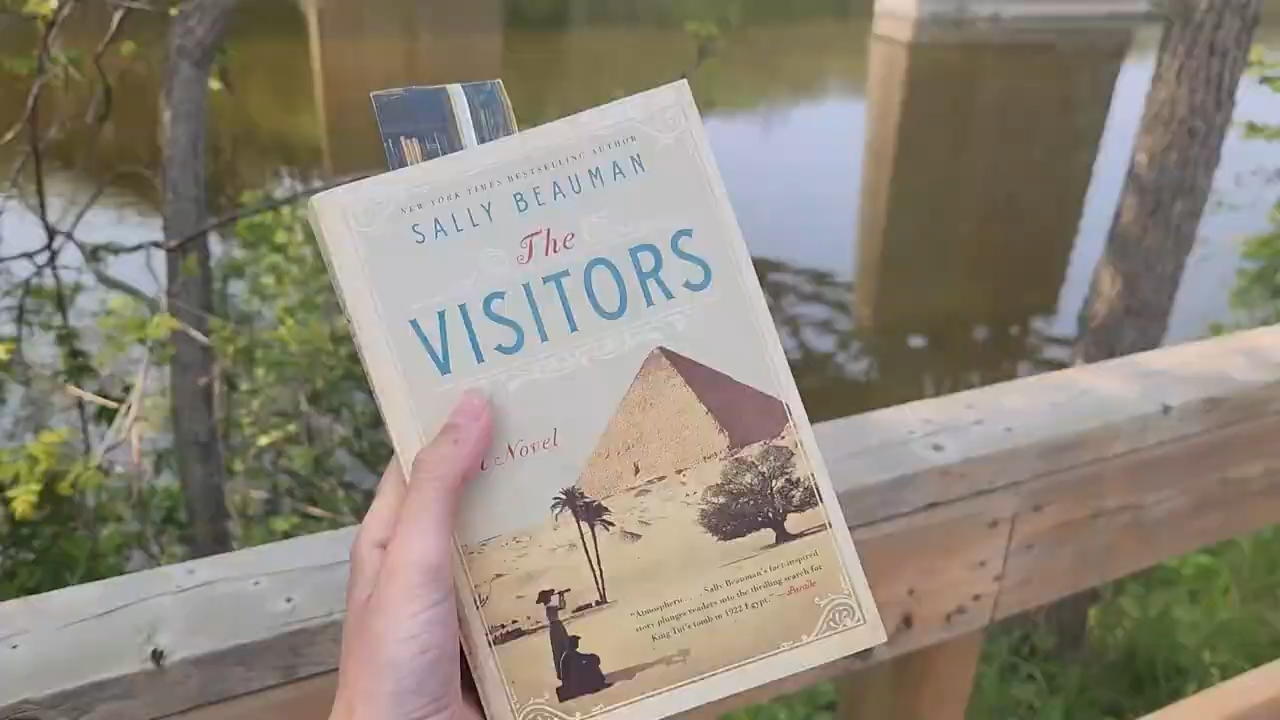 NEW YORK TIMES BESTSELLING AUTHOR
SALLY BEAUMAN
The
VISITORS
Novel
"Atmospheric . . . Sally Beauman's fact-inspired
story plunges readers into the thrilling search for
King Tut's tomb in 1922 Egypt." —Bustle